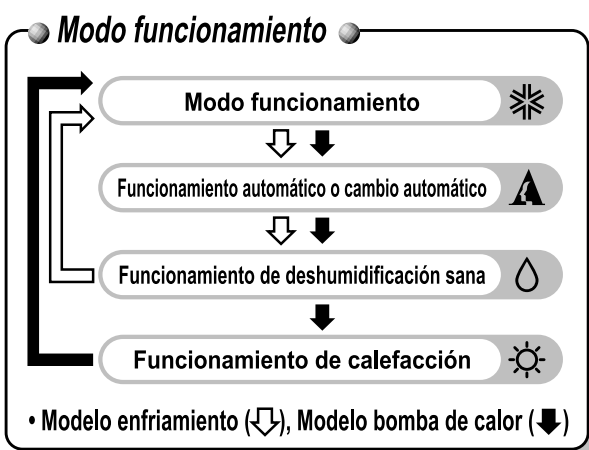 Modo funcionamiento
Modo funcionamiento
Funcionamiento automático o cambio automático
Funcionamiento de deshumidificación sana
Funcionamiento de calefacción
• Modelo enfriamiento (⇩), Modelo bomba de calor (🡇)